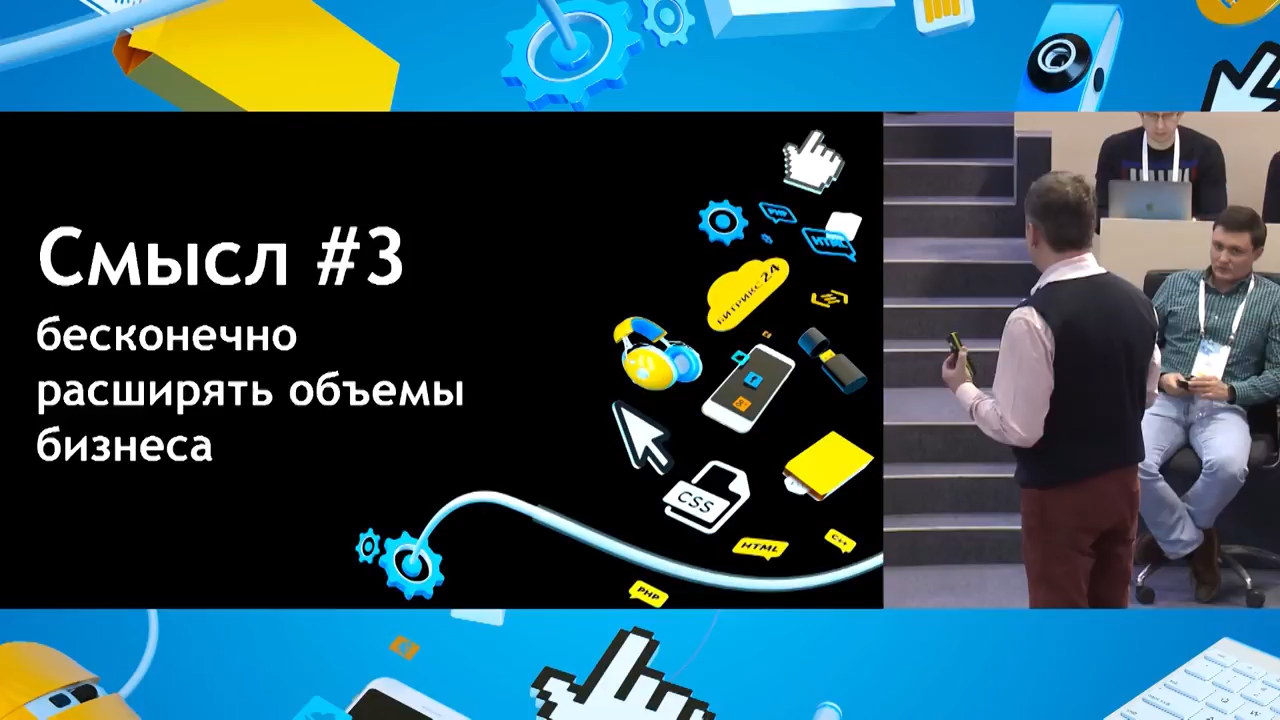 Смысл #3
бесконечно
расширять объемы
бизнеса
PHP
HTML
БИТРИКС24
CSS
HTML
C++
PHP